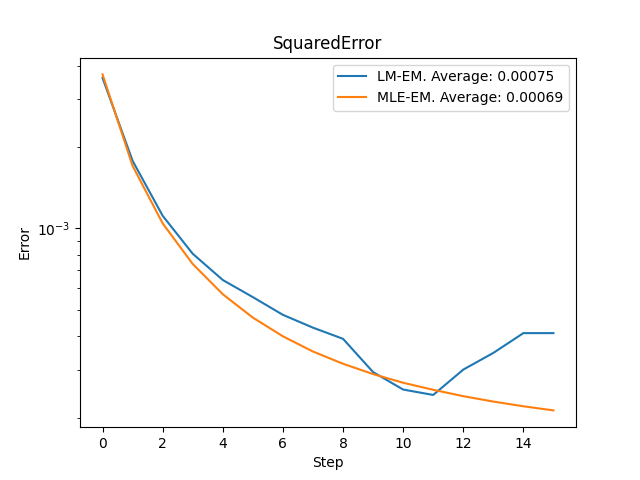 SquaredError
LM-EM. Average: 0.00075
MLE-EM. Average: 0.00069
10⁻³
Error
0 2 4 6 8 10 12 14
Step